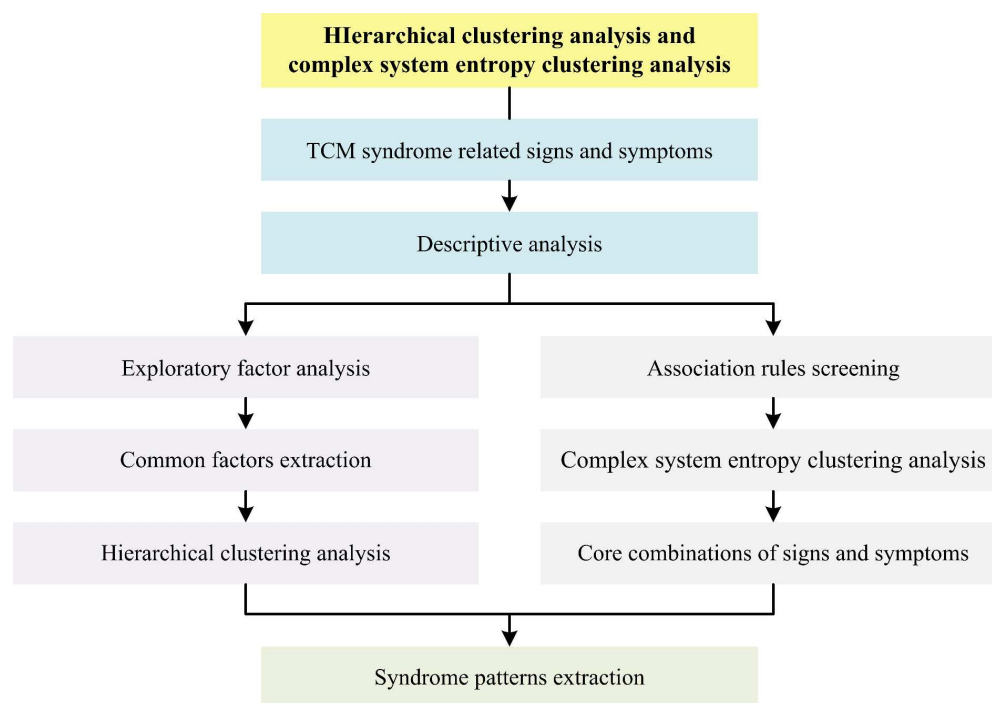 HIerarchical clustering analysis and
complex system entropy clustering analysis
TCM syndrome related signs and symptoms
Descriptive analysis
Exploratory factor analysis
Common factors extraction
Hierarchical clustering analysis
Association rules screening
Complex system entropy clustering analysis
Core combinations of signs and symptoms
Syndrome patterns extraction